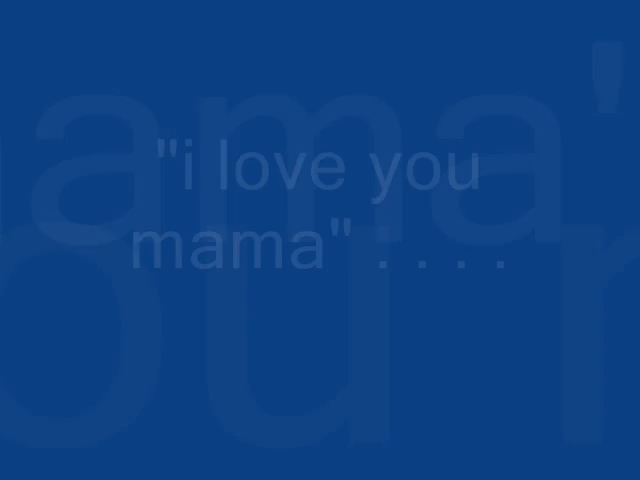 "i love you
mama" . . . .